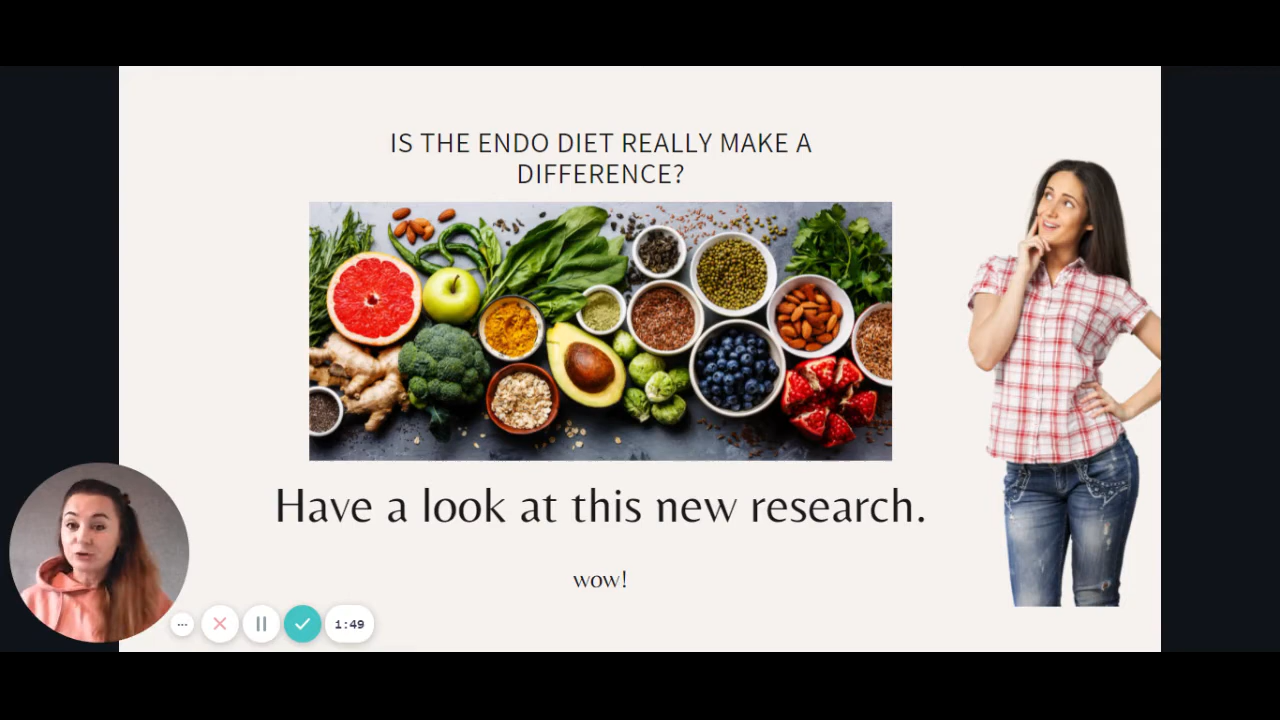 IS THE ENDO DIET REALLY MAKE A
DIFFERENCE?
Have a look at this new research.
wow!
1:49